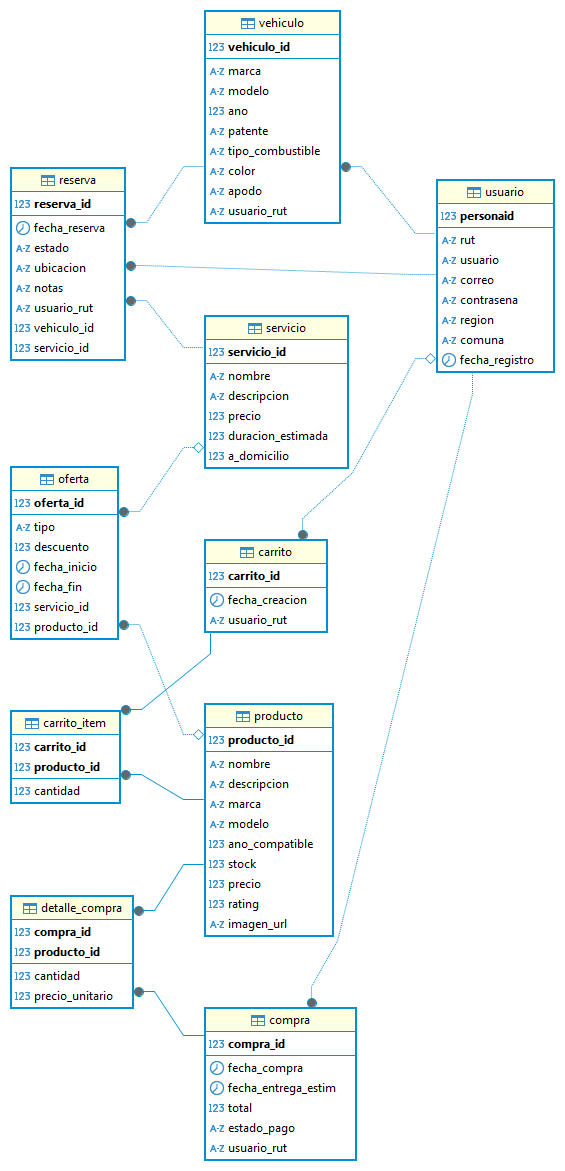 vehiculo
123 vehiculo_id
A-Z marca
A-Z modelo
123 ano
A-Z patente
A-Z tipo_combustible
A-Z color
A-Z apodo
A-Z usuario_rut
reserva
123 reserva_id
fecha_reserva
A-Z estado
A-Z ubicacion
A-Z notas
A-Z usuario_rut
123 vehiculo_id
123 servicio_id
usuario
123 personaid
A-Z rut
A-Z usuario
A-Z correo
A-Z contrasena
A-Z region
A-Z comuna
fecha_registro
servicio
123 servicio_id
A-Z nombre
A-Z descripcion
123 precio
123 duracion_estimada
123 a_domicilio
oferta
123 oferta_id
A-Z tipo
123 descuento
fecha_inicio
fecha_fin
123 servicio_id
123 producto_id
carrito
123 carrito_id
fecha_creacion
A-Z usuario_rut
carrito_item
123 carrito_id
123 producto_id
123 cantidad
producto
123 producto_id
A-Z nombre
A-Z descripcion
A-Z marca
A-Z modelo
123 ano_compatible
123 stock
123 precio
123 rating
A-Z imagen_url
detalle_compra
123 compra_id
123 producto_id
123 cantidad
123 precio_unitario
compra
123 compra_id
fecha_compra
fecha_entrega_estim
123 total
A-Z estado_pago
A-Z usuario_rut